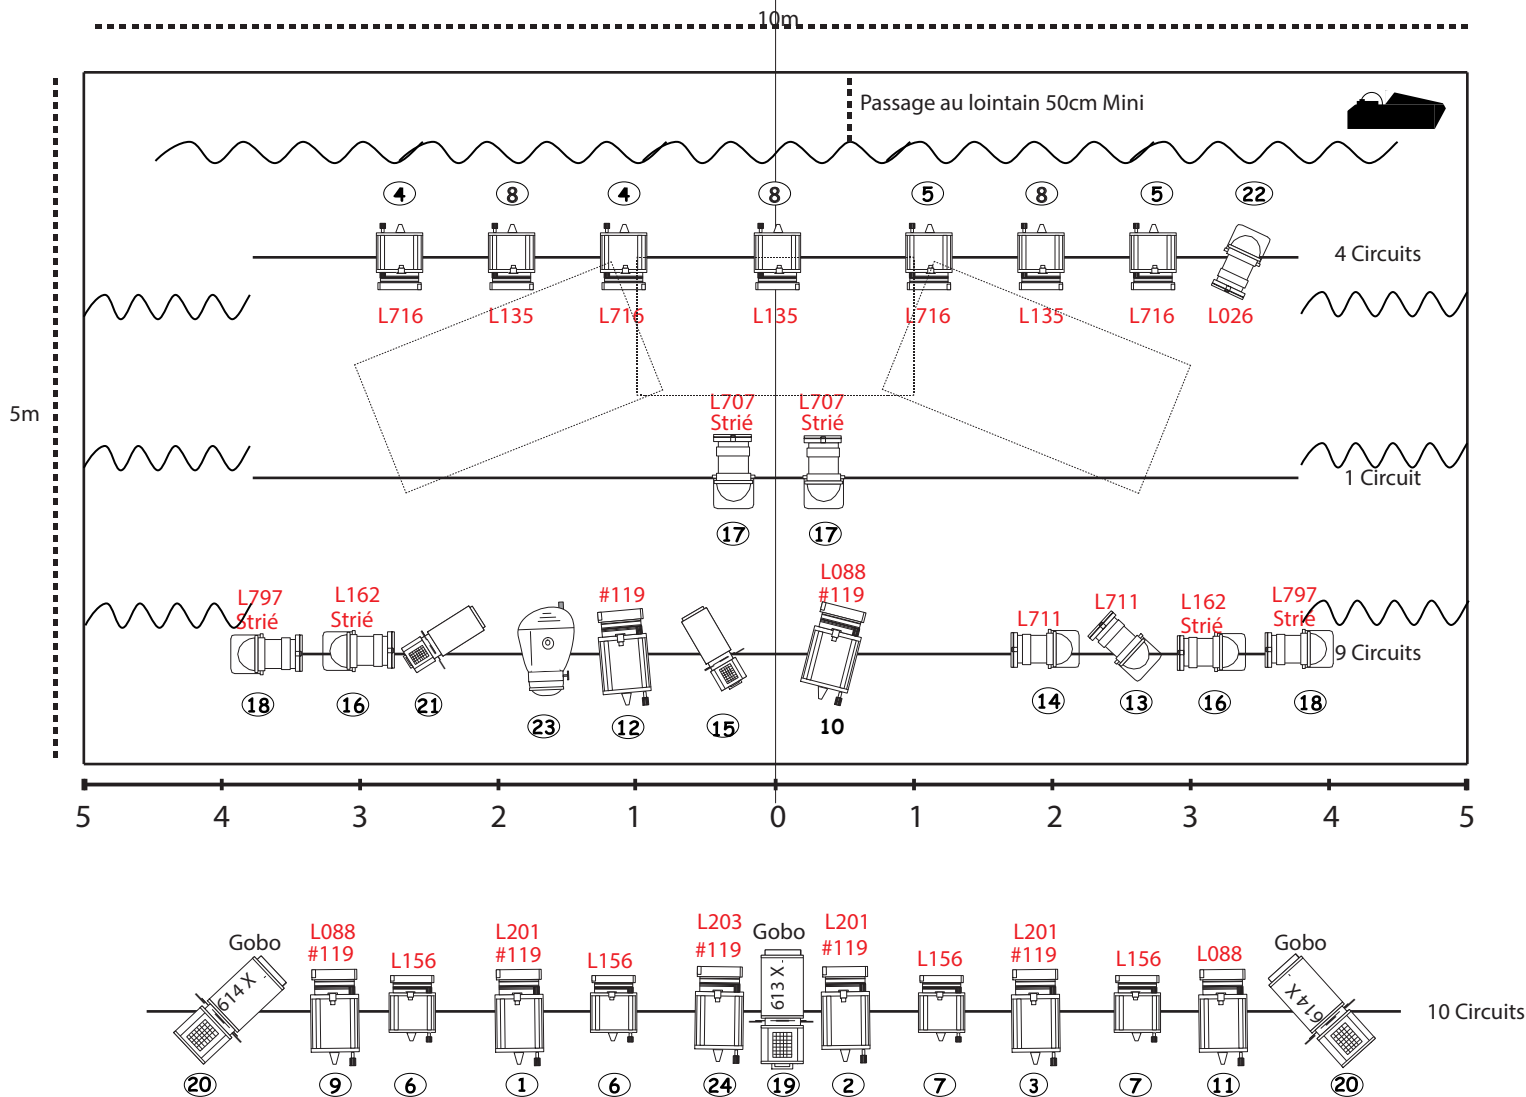 10m
Passage au lointain 50cm Mini
4 8 4 8 5 8 5 22
4 Circuits
L716 L135 L716 L135 L716 L135 L716 L026
5m
L707 L707
Strié Strié
1 Circuit
17 17
L088
L797 L162 #119 #119 L711 L162 L797
Strié Strié L711 Strié Strié
9 Circuits
18 16 21 23 12 15 10 14 13 16 18
5 4 3 2 1 0 1 2 3 4 5
Gobo L088 L201 L203 Gobo L201 L201 Gobo
#119 L156 #119 L156 #119 #119 L156 #119 L156 L088
614 X 613 X 614 X
10 Circuits
20 9 6 1 6 24 19 2 7 3 7 11 20